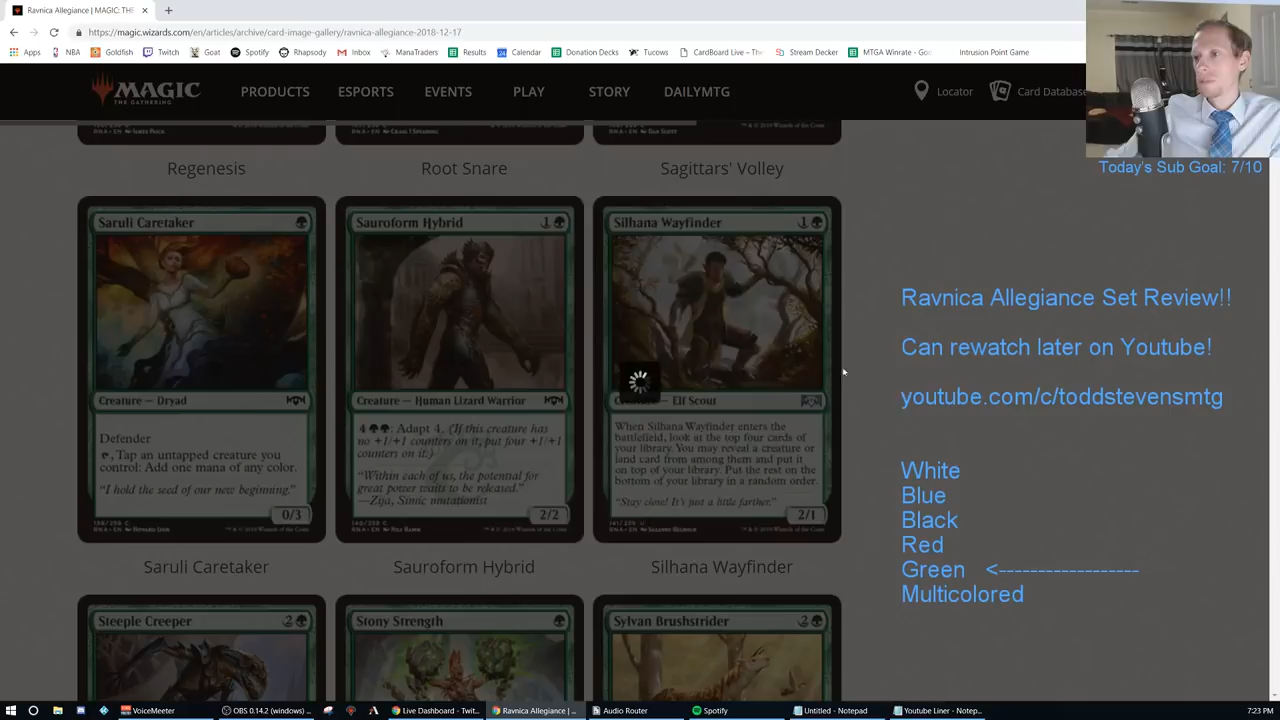 Ravnica Allegiance | MAGIC: THE
https://magic.wizards.com/en/articles/archive/card-image-gallery/ravnica-allegiance-2018-12-17
Apps NBA Goldfish Twitch Goat Spotify Rhapsody Inbox ManaTraders Results Calendar Donation Decks Tucows CardBoard Live – The Stream Decker MTGA Winrate - Goo Intrusion Point Game
MAGIC
THE GATHERING
PRODUCTS ESPORTS EVENTS PLAY STORY DAILYMTG Locator Card Database
Today's Sub Goal: 7/10
Regenesis Root Snare Sagittars' Volley
Saruli Caretaker
Creature — Dryad
Defender
, Tap an untapped creature you
control: Add one mana of any color.
"I hold the seed of our new beginning."
0/3
Sauroform Hybrid 1
Creature — Human Lizard Warrior
4 : Adapt 4. (If this creature has
no +1/+1 counters on it, put four +1/+1
counters on it.)
"Within each of us, the potential for
great power waits to be released."
—Zija, Simic mutationist
2/2
Silhana Wayfinder 1
Creature — Elf Scout
When Silhana Wayfinder enters the
battlefield, look at the top four cards of
your library. You may reveal a creature or
land card from among them and put it
on top of your library. Put the rest on the
bottom of your library in a random order.
"Stay close! It's just a little farther."
2/1
Saruli Caretaker Sauroform Hybrid Silhana Wayfinder
Steeple Creeper 2
Stony Strength
Sylvan Brushstrider 2
Ravnica Allegiance Set Review!!
Can rewatch later on Youtube!
youtube.com/c/toddstevensmtg
White
Blue
Black
Red
Green <------------------
Multicolored
VoiceMeeter OBS 0.14.2 (windows) ... Live Dashboard - Twit... Ravnica Allegiance |... Audio Router Spotify Untitled - Notepad Youtube Liner - Notep... 7:23 PM